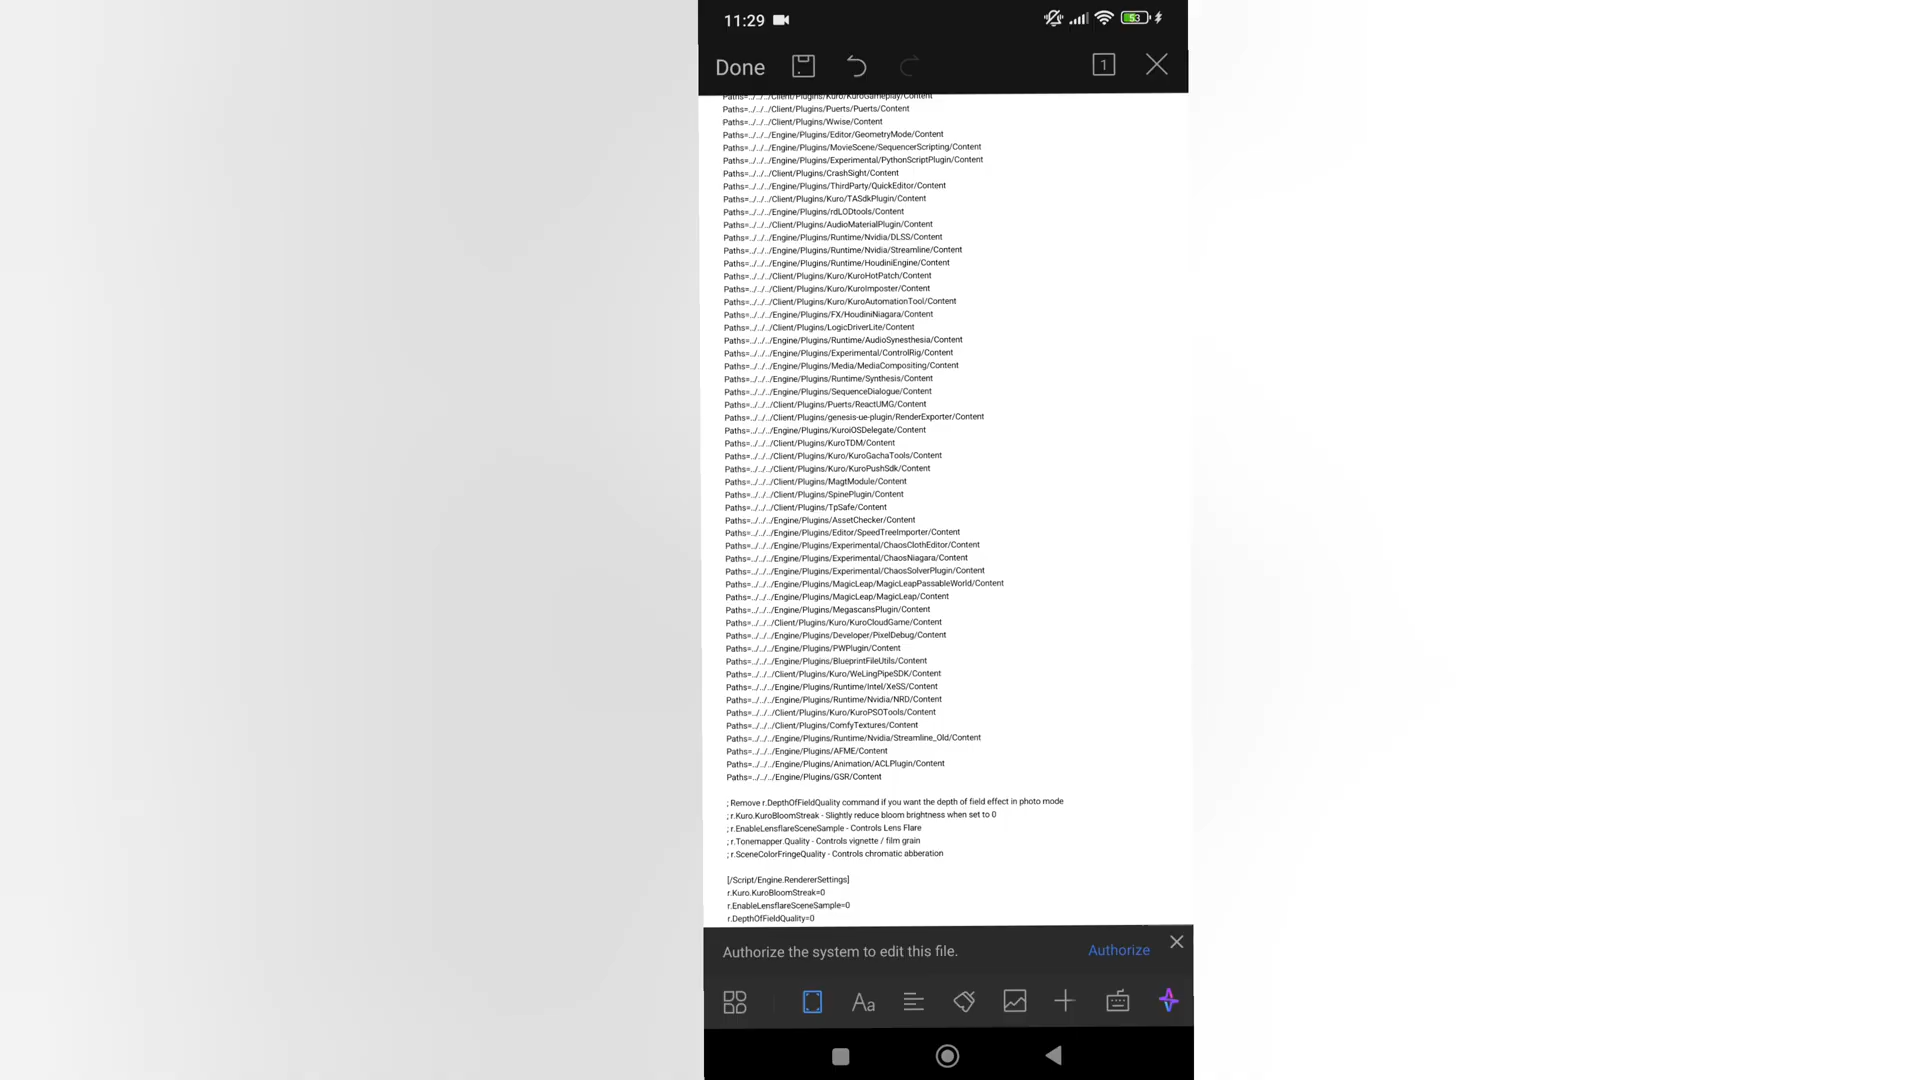 11:29
53
Done
1
Paths=../../../Client/Plugins/Kuro/KuroGameplay/Content
Paths=../../../Client/Plugins/Puerts/Puerts/Content
Paths=../../../Client/Plugins/Wwise/Content
Paths=../../../Engine/Plugins/Editor/GeometryMode/Content
Paths=../../../Engine/Plugins/MovieScene/SequencerScripting/Content
Paths=../../../Engine/Plugins/Experimental/PythonScriptPlugin/Content
Paths=../../../Client/Plugins/CrashSight/Content
Paths=../../../Engine/Plugins/ThirdParty/QuickEditor/Content
Paths=../../../Client/Plugins/Kuro/TASdkPlugin/Content
Paths=../../../Engine/Plugins/rdLODtools/Content
Paths=../../../Client/Plugins/AudioMaterialPlugin/Content
Paths=../../../Engine/Plugins/Runtime/Nvidia/DLSS/Content
Paths=../../../Engine/Plugins/Runtime/Nvidia/Streamline/Content
Paths=../../../Engine/Plugins/Runtime/HoudiniEngine/Content
Paths=../../../Client/Plugins/Kuro/KuroHotPatch/Content
Paths=../../../Client/Plugins/Kuro/KuroImposter/Content
Paths=../../../Client/Plugins/Kuro/KuroAutomationTool/Content
Paths=../../../Engine/Plugins/FX/HoudiniNiagara/Content
Paths=../../../Client/Plugins/LogicDriverLite/Content
Paths=../../../Engine/Plugins/Runtime/AudioSynesthesia/Content
Paths=../../../Engine/Plugins/Experimental/ControlRig/Content
Paths=../../../Engine/Plugins/Media/MediaCompositing/Content
Paths=../../../Engine/Plugins/Runtime/Synthesis/Content
Paths=../../../Engine/Plugins/SequenceDialogue/Content
Paths=../../../Client/Plugins/Puerts/ReactUMG/Content
Paths=../../../Client/Plugins/genesis-ue-plugin/RenderExporter/Content
Paths=../../../Engine/Plugins/KuroiOSDelegate/Content
Paths=../../../Client/Plugins/KuroTDM/Content
Paths=../../../Client/Plugins/Kuro/KuroGachaTools/Content
Paths=../../../Client/Plugins/Kuro/KuroPushSdk/Content
Paths=../../../Client/Plugins/MagtModule/Content
Paths=../../../Client/Plugins/SpinePlugin/Content
Paths=../../../Client/Plugins/TpSafe/Content
Paths=../../../Engine/Plugins/AssetChecker/Content
Paths=../../../Engine/Plugins/Editor/SpeedTreeImporter/Content
Paths=../../../Engine/Plugins/Experimental/ChaosClothEditor/Content
Paths=../../../Engine/Plugins/Experimental/ChaosNiagara/Content
Paths=../../../Engine/Plugins/Experimental/ChaosSolverPlugin/Content
Paths=../../../Engine/Plugins/MagicLeap/MagicLeapPassableWorld/Content
Paths=../../../Engine/Plugins/MagicLeap/MagicLeap/Content
Paths=../../../Engine/Plugins/MegascansPlugin/Content
Paths=../../../Client/Plugins/Kuro/KuroCloudGame/Content
Paths=../../../Engine/Plugins/Developer/PixelDebug/Content
Paths=../../../Engine/Plugins/PWPlugin/Content
Paths=../../../Engine/Plugins/BlueprintFileUtils/Content
Paths=../../../Client/Plugins/Kuro/WeLingPipeSDK/Content
Paths=../../../Engine/Plugins/Runtime/Intel/XeSS/Content
Paths=../../../Engine/Plugins/Runtime/Nvidia/NRD/Content
Paths=../../../Client/Plugins/Kuro/KuroPSOTools/Content
Paths=../../../Client/Plugins/ComfyTextures/Content
Paths=../../../Engine/Plugins/Runtime/Nvidia/Streamline_Old/Content
Paths=../../../Engine/Plugins/AFME/Content
Paths=../../../Engine/Plugins/Animation/ACLPlugin/Content
Paths=../../../Engine/Plugins/GSR/Content
; Remove r.DepthOfFieldQuality command if you want the depth of field effect in photo mode
; r.Kuro.KuroBloomStreak - Slightly reduce bloom brightness when set to 0
; r.EnableLensflareSceneSample - Controls Lens Flare
; r.Tonemapper.Quality - Controls vignette / film grain
; r.SceneColorFringeQuality - Controls chromatic abberation
[/Script/Engine.RendererSettings]
r.Kuro.KuroBloomStreak=0
r.EnableLensflareSceneSample=0
r.DepthOfFieldQuality=0
Authorize the system to edit this file.
Authorize
Aa